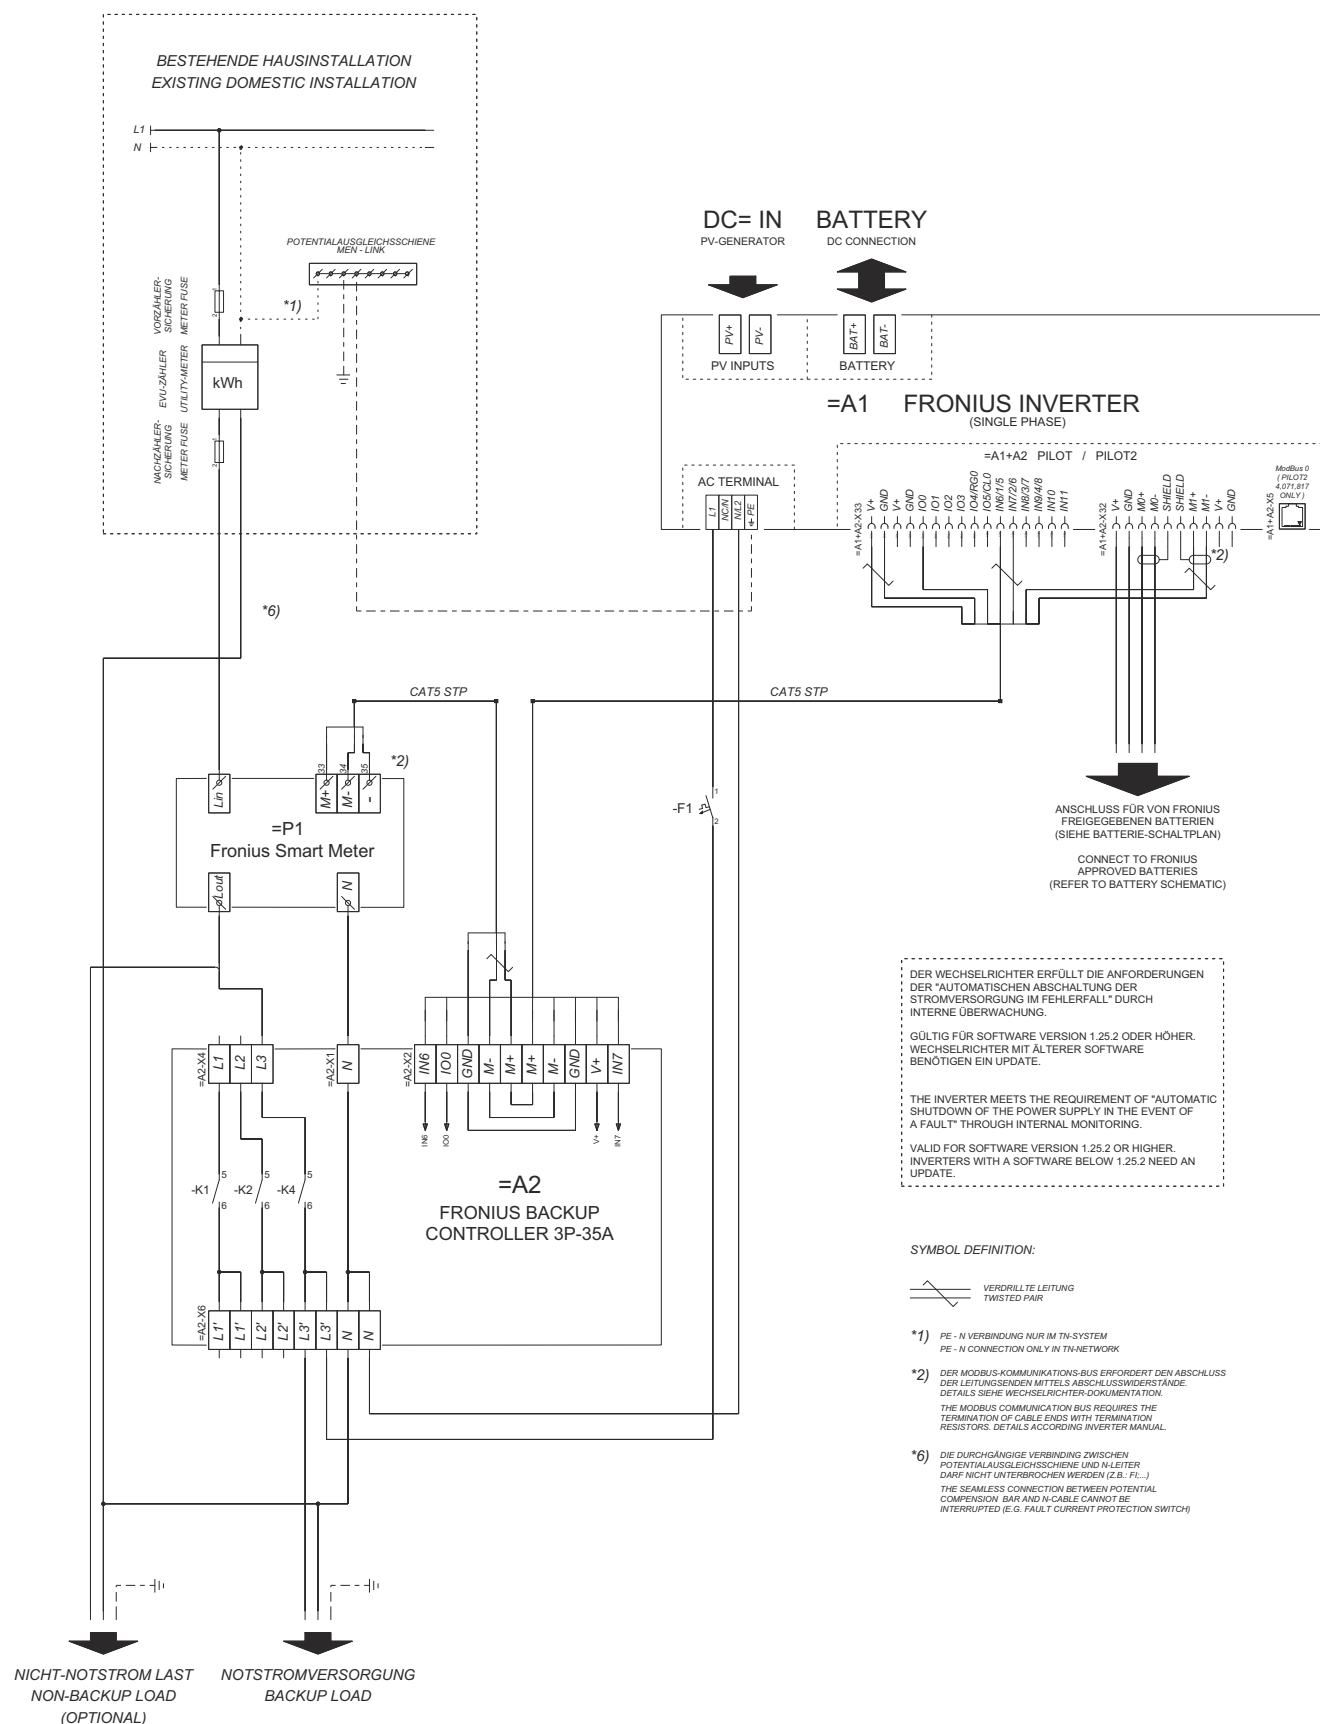 BESTEHENDE HAUSINSTALLATION
EXISTING DOMESTIC INSTALLATION
L1
N
POTENTIALAUSGLEICHSSCHIENE
MEN - LINK
*1)
VORZÄHLER-
SICHERUNG
METER FUSE
EVU-ZÄHLER
UTILITY-METER
kWh
NACHZÄHLER-
SICHERUNG
METER FUSE
*6)
DC= IN
PV-GENERATOR
BATTERY
DC CONNECTION
PV+
PV-
BAT+
BAT-
PV INPUTS
BATTERY
=A1 FRONIUS INVERTER
(SINGLE PHASE)
=A1+A2 PILOT / PILOT2
AC TERMINAL
L1
NC/N
N/L2
PE
=A1+A2-X33
V+
GND
V+
GND
IO0
IO1
IO2
IO3
IO4/RG0
IO5/CL0
IN6/1/5
IN7/2/6
IN8/3/7
IN9/4/8
IN10
IN11
=A1+A2-X32
V+
GND
M0+
M0-
SHIELD
SHIELD
M1+
M1-
V+
GND
*2)
=A1+A2-X5
ModBus 0
( PILOT2
4,071,817
ONLY )
CAT5 STP
CAT5 STP
Lin
33
M+
34
M-
35
-
*2)
=P1
Fronius Smart Meter
Lout
N
-F1
1
2
ANSCHLUSS FÜR VON FRONIUS
FREIGEGEBENEN BATTERIEN
(SIEHE BATTERIE-SCHALTPLAN)
CONNECT TO FRONIUS
APPROVED BATTERIES
(REFER TO BATTERY SCHEMATIC)
=A2-X4
L1
L2
L3
=A2-X1
N
=A2-X2
IN6
IO0
GND
M-
M+
M+
M-
GND
V+
IN7
IN6
IO0
V+
IN7
-K1
5
6
-K2
5
6
-K4
5
6
=A2
FRONIUS BACKUP
CONTROLLER 3P-35A
=A2-X6
L1'
L1'
L2'
L2'
L3'
L3'
N
N
DER WECHSELRICHTER ERFÜLLT DIE ANFORDERUNGEN
DER "AUTOMATISCHEN ABSCHALTUNG DER
STROMVERSORGUNG IM FEHLERFALL" DURCH
INTERNE ÜBERWACHUNG.
GÜLTIG FÜR SOFTWARE VERSION 1.25.2 ODER HÖHER.
WECHSELRICHTER MIT ÄLTERER SOFTWARE
BENÖTIGEN EIN UPDATE.
THE INVERTER MEETS THE REQUIREMENT OF "AUTOMATIC
SHUTDOWN OF THE POWER SUPPLY IN THE EVENT OF
A FAULT" THROUGH INTERNAL MONITORING.
VALID FOR SOFTWARE VERSION 1.25.2 OR HIGHER.
INVERTERS WITH A SOFTWARE BELOW 1.25.2 NEED AN
UPDATE.
SYMBOL DEFINITION:
VERDRILLTE LEITUNG
TWISTED PAIR
*1) PE - N VERBINDUNG NUR IM TN-SYSTEM
PE - N CONNECTION ONLY IN TN-NETWORK
*2) DER MODBUS-KOMMUNIKATIONS-BUS ERFORDERT DEN ABSCHLUSS
DER LEITUNGSENDEN MITTELS ABSCHLUSSWIDERSTÄNDE.
DETAILS SIEHE WECHSELRICHTER-DOKUMENTATION.
THE MODBUS COMMUNICATION BUS REQUIRES THE
TERMINATION OF CABLE ENDS WITH TERMINATION
RESISTORS. DETAILS ACCORDING INVERTER MANUAL.
*6) DIE DURCHGÄNGIGE VERBINDING ZWISCHEN
POTENTIALAUSGLEICHSSCHIENE UND N-LEITER
DARF NICHT UNTERBROCHEN WERDEN (Z.B.: FI;...)
THE SEAMLESS CONNECTION BETWEEN POTENTIAL
COMPENSION BAR AND N-CABLE CANNOT BE
INTERRUPTED (E.G. FAULT CURRENT PROTECTION SWITCH)
NICHT-NOTSTROM LAST
NON-BACKUP LOAD
(OPTIONAL)
NOTSTROMVERSORGUNG
BACKUP LOAD